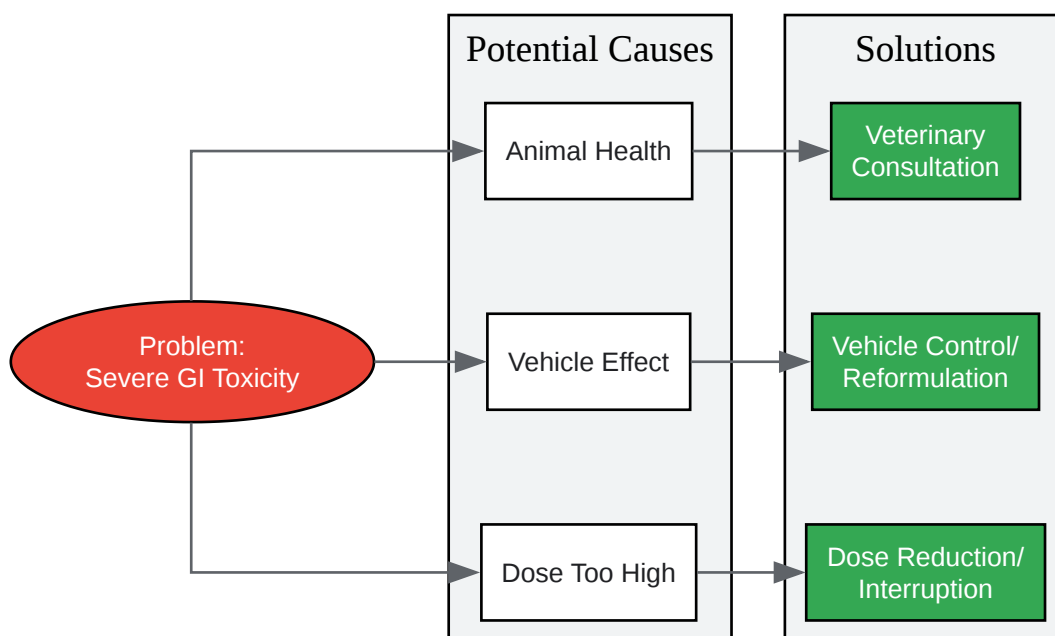 Potential Causes
Solutions
Animal Health
Veterinary
Consultation
Problem:
Severe GI Toxicity
Vehicle Effect
Vehicle Control/
Reformulation
Dose Too High
Dose Reduction/
Interruption